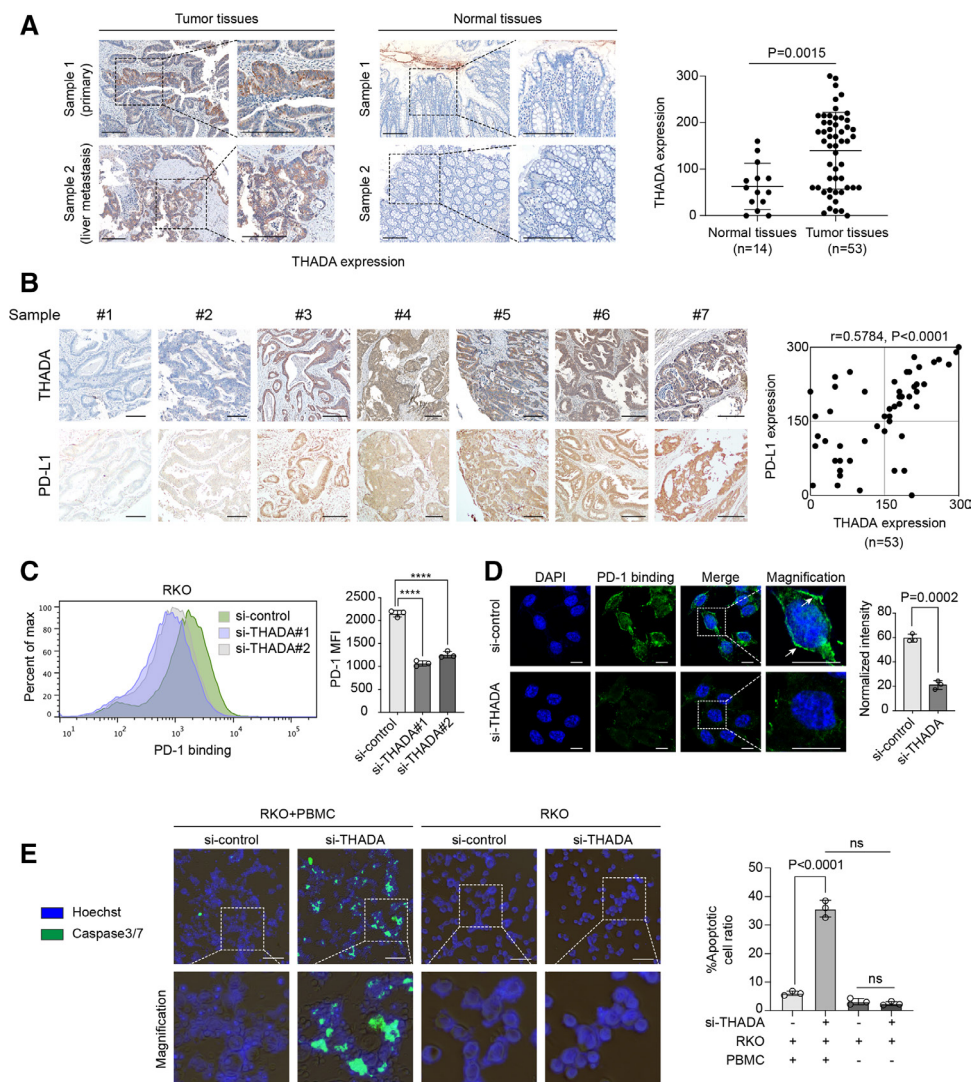 A
Tumor tissues
Normal tissues
Sample 1
(primary)
Sample 2
(liver metastasis)
Sample 1
Sample 2
THADA expression
P=0.0015
THADA expression
300
200
150
100
50
0
Normal tissues
(n=14)
Tumor tissues
(n=53)
B
Sample
#1
#2
#3
#4
#5
#6
#7
THADA
PD-L1
r=0.5784, P<0.0001
PD-L1 expression
300
150
0
0
150
300
THADA expression
(n=53)
C
RKO
Percent of max
100
80
60
40
20
0
si-control
si-THADA#1
si-THADA#2
10¹
10²
10³
10⁴
10⁵
PD-1 binding
****
****
PD-1 MFI
2500
2000
1500
1000
500
0
si-control
si-THADA#1
si-THADA#2
D
DAPI
PD-1 binding
Merge
Magnification
si-control
si-THADA
P=0.0002
Normalized intensity
80
60
40
20
0
si-control
si-THADA
E
RKO+PBMC
RKO
si-control
si-THADA
si-control
si-THADA
Hoechst
Caspase3/7
Magnification
ns
P<0.0001
ns
%Apoptotic
cell ratio
50
40
30
20
10
0
si-THADA - + - +
RKO + + + +
PBMC + + - -